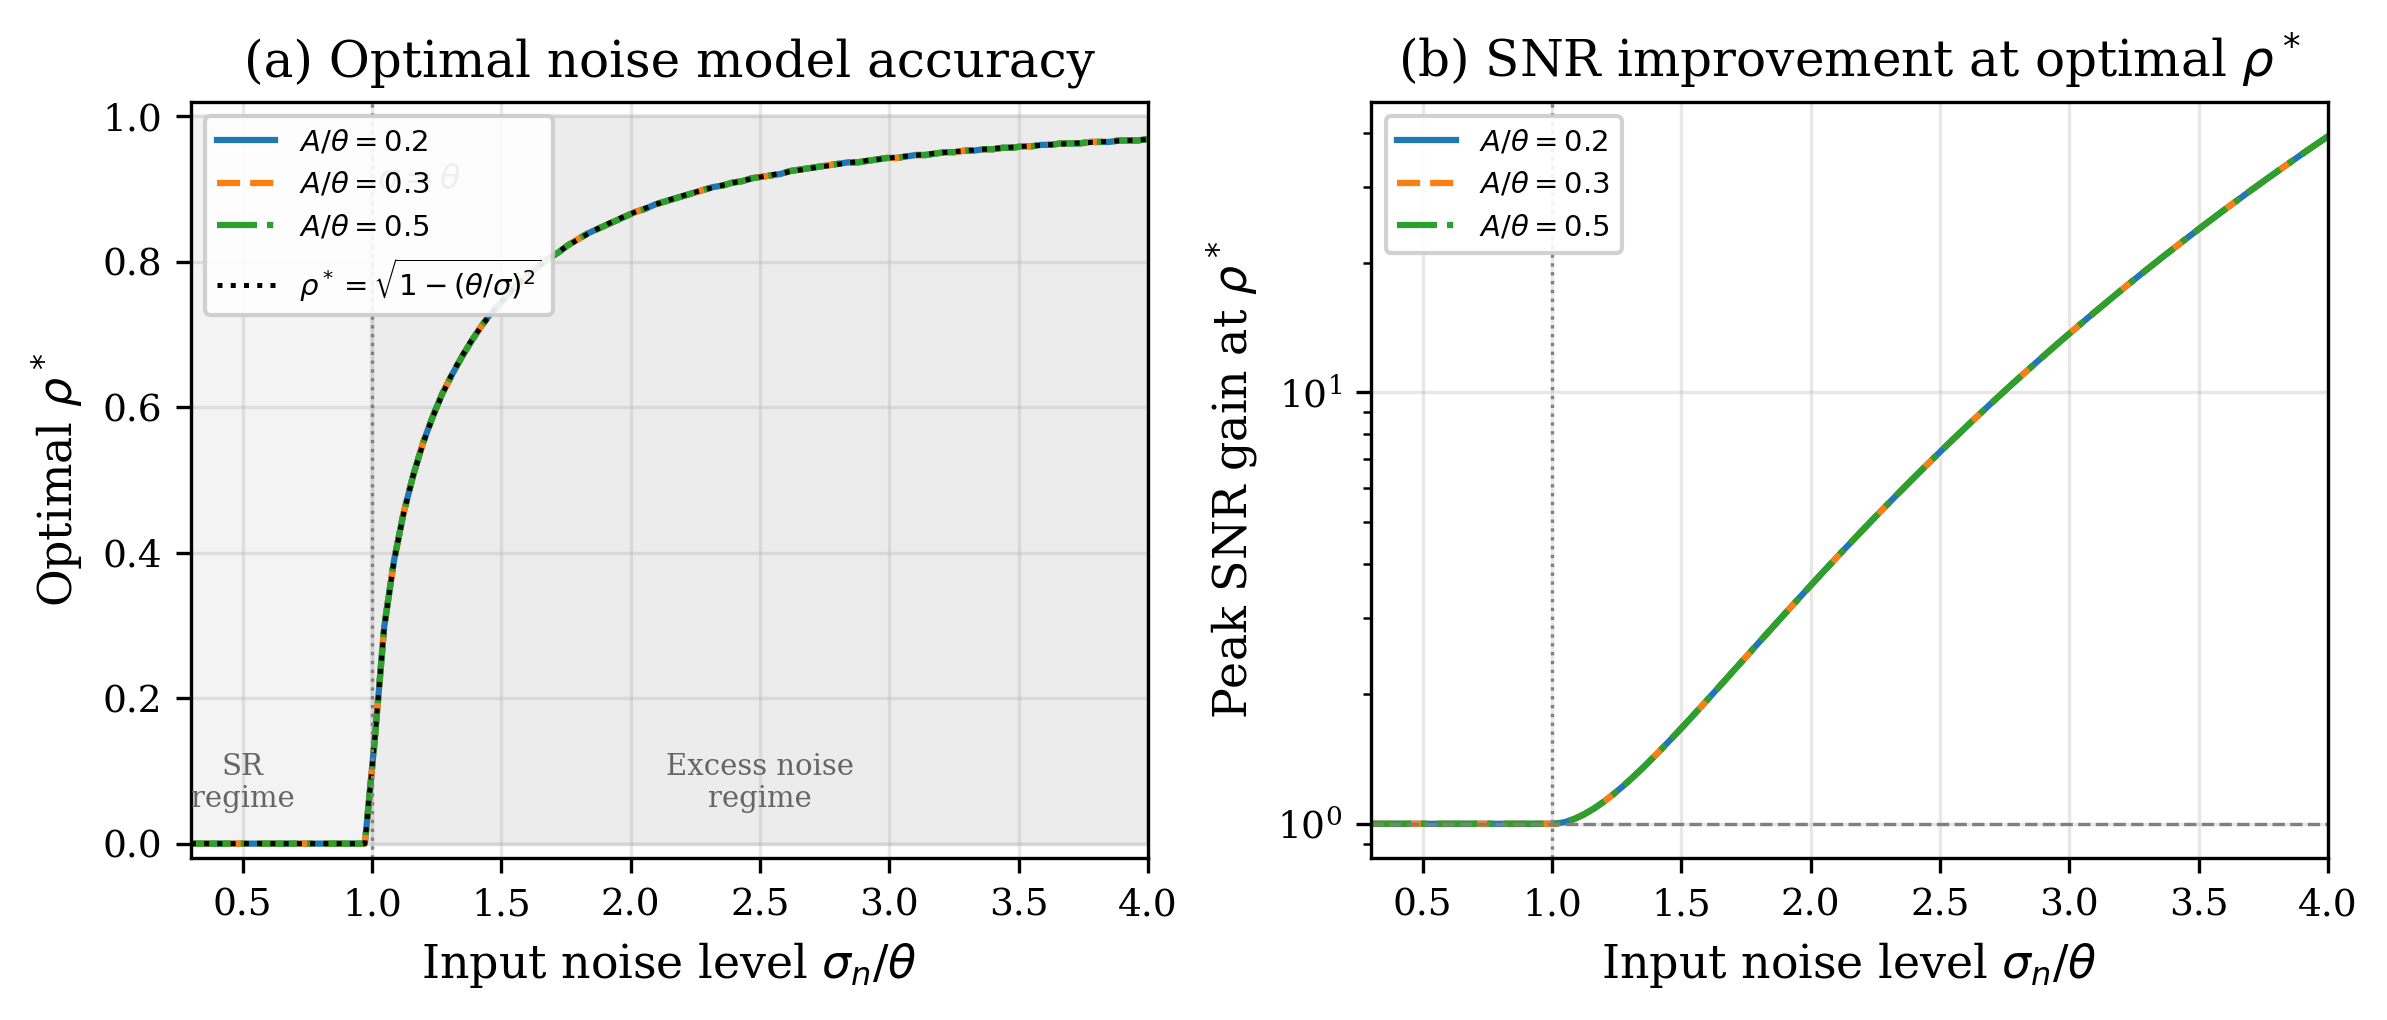 (a) Optimal noise model accuracy
1.0
0.8
0.6
0.4
0.2
0.0
Optimal ρ*
A/θ = 0.2
A/θ = 0.3
A/θ = 0.5
ρ* = √1 − (θ/σ)²
θ
SR
regime
Excess noise
regime
0.5 1.0 1.5 2.0 2.5 3.0 3.5 4.0
Input noise level σₙ/θ
(b) SNR improvement at optimal ρ*
10¹
10⁰
Peak SNR gain at ρ*
A/θ = 0.2
A/θ = 0.3
A/θ = 0.5
0.5 1.0 1.5 2.0 2.5 3.0 3.5 4.0
Input noise level σₙ/θ